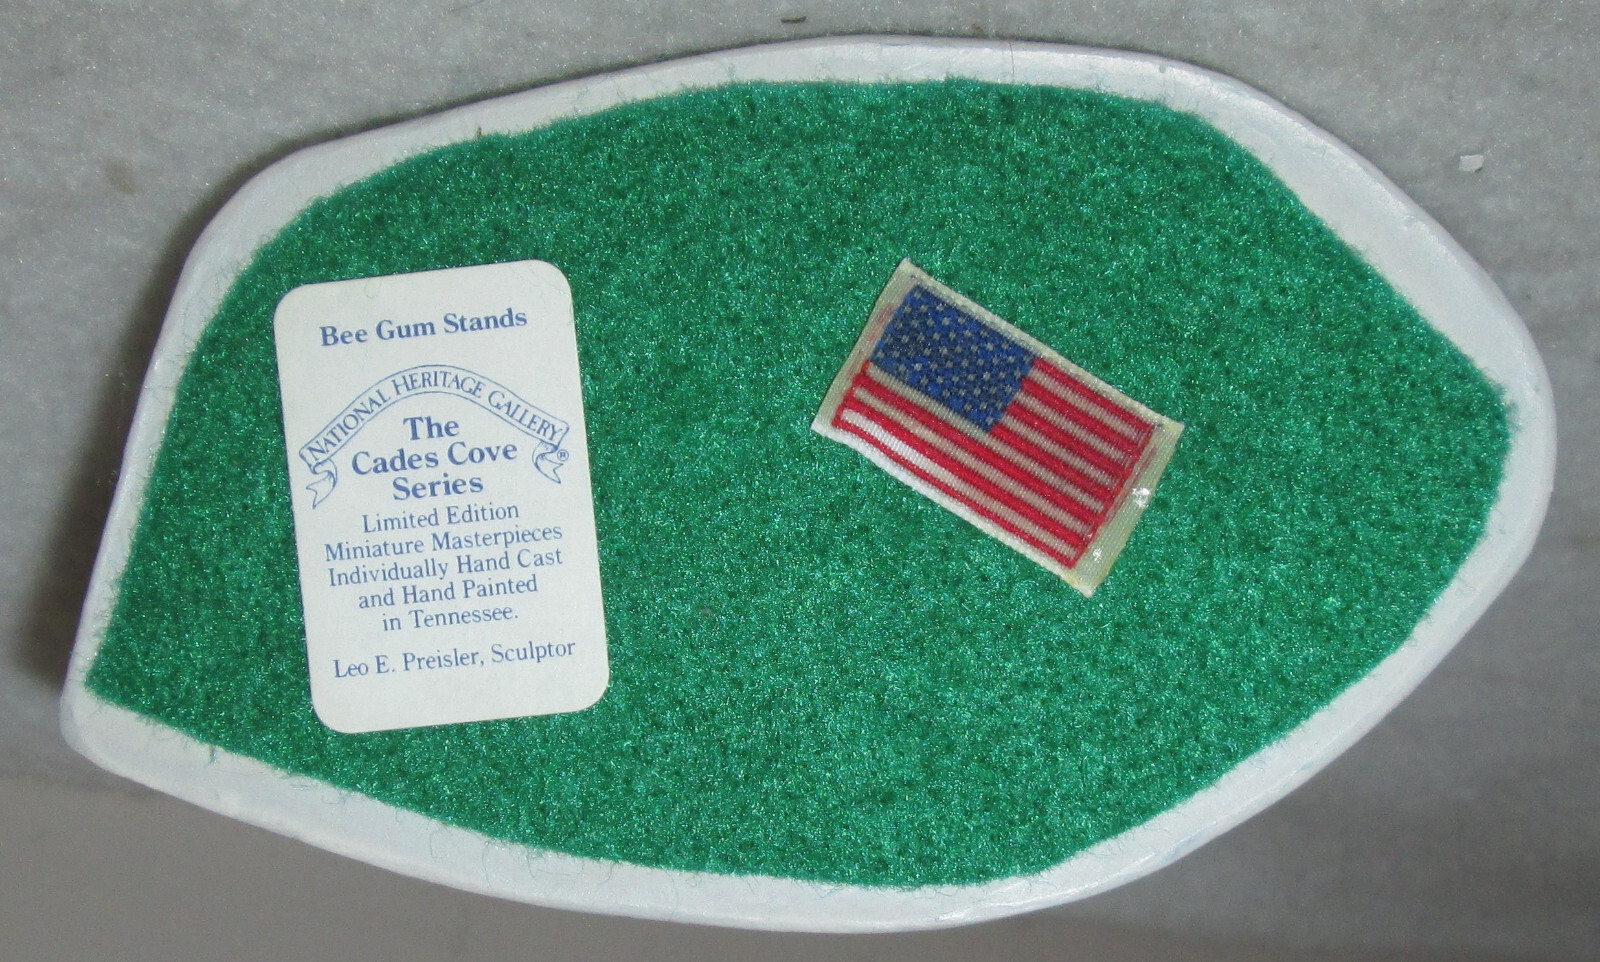 Bee Gum Stands
NATIONAL HERITAGE GALLERY
®
The
Cades Cove
Series
Limited Edition
Miniature Masterpieces
Individually Hand Cast
and Hand Painted
in Tennessee.
Leo E. Preisler, Sculptor